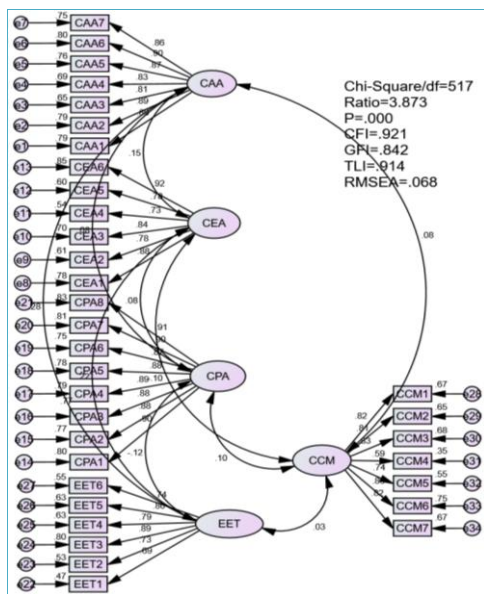 e7 .75 CAA7
e6 .80 CAA6
e5 .76 CAA5
e4 .69 CAA4
e3 .65 CAA3
e2 .79 CAA2
e1 .79 CAA1
e13 .85 CEA6
e12 .60 CEA5
e11 .54 CEA4
e10 .70 CEA3
e9 .61 CEA2
e8 .78 CEA1
e21 .83 CPA8
e20 .81 CPA7
e19 .75 CPA6
e18 .78 CPA5
e17 .79 CPA4
e16 CPA3
e15 .77 CPA2
e14 .80 CPA1
e27 .55 EET6
e26 .63 EET5
e25 .63 EET4
e24 .80 EET3
e23 .53 EET2
e22 .47 EET1
.86
.87
.83
.81
.89
CAA
.15
.92
.73
.84
.78
.88
CEA
.08
.91
.88
.89
.10
.88
.88
CPA
-.12
.10
.79
.89
.73
.69
EET
.03
.08
Chi-Square/df=517
Ratio=3.873
P=.000
CFI=.921
GFI=.842
TLI=.914
RMSEA=.068
CCM
.82
.59
.74
.82
CCM1 .67 e28
CCM2 .65 e29
CCM3 .68 e30
CCM4 .35 e31
CCM5 .55 e32
CCM6 .75 e33
CCM7 .67 e34